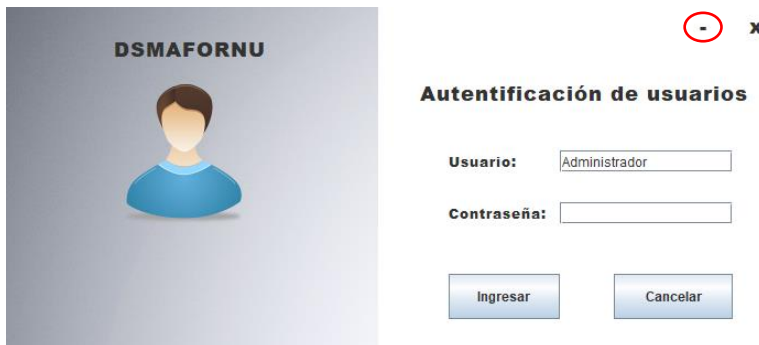 DSMAFORNU
- x
Autentificación de usuarios
Usuario: Administrador
Contraseña:
Ingresar Cancelar